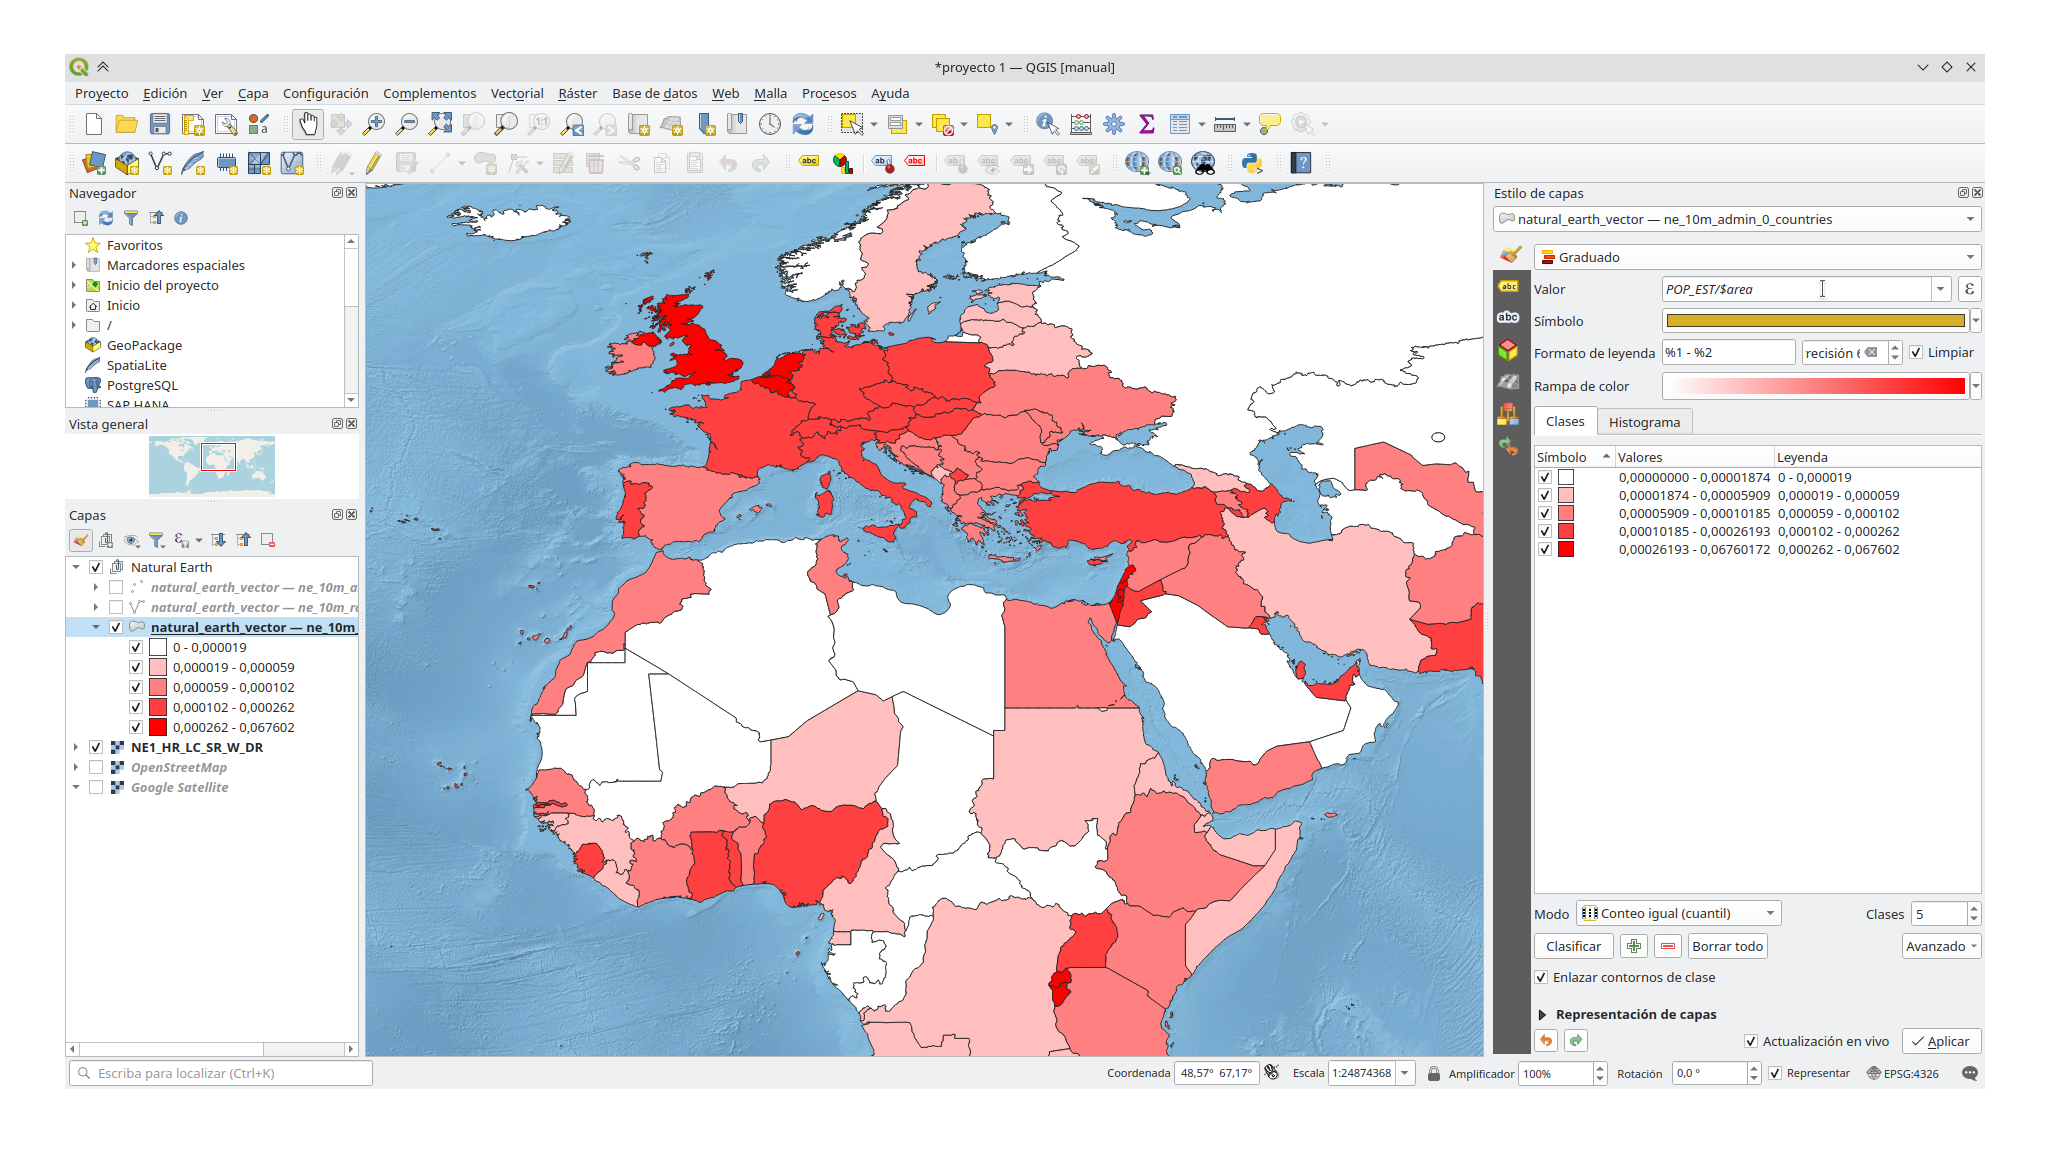 *proyecto 1 — QGIS [manual]
Proyecto Edición Ver Capa Configuración Complementos Vectorial Ráster Base de datos Web Malla Procesos Ayuda
Navegador
Favoritos
Marcadores espaciales
Inicio del proyecto
Inicio
/
GeoPackage
SpatiaLite
PostgreSQL
SAP HANA
Vista general
Capas
Natural Earth
natural_earth_vector — ne_10m_a
natural_earth_vector — ne_10m_r
natural_earth_vector — ne_10m_
0 - 0,000019
0,000019 - 0,000059
0,000059 - 0,000102
0,000102 - 0,000262
0,000262 - 0,067602
NE1_HR_LC_SR_W_DR
OpenStreetMap
Google Satellite
Estilo de capas
natural_earth_vector — ne_10m_admin_0_countries
Graduado
Valor POP_EST/$area ε
Símbolo
Formato de leyenda %1 - %2 recisión 6 Limpiar
Rampa de color
Clases Histograma
Símbolo Valores Leyenda
0,00000000 - 0,00001874 0 - 0,000019
0,00001874 - 0,00005909 0,000019 - 0,000059
0,00005909 - 0,00010185 0,000059 - 0,000102
0,00010185 - 0,00026193 0,000102 - 0,000262
0,00026193 - 0,06760172 0,000262 - 0,067602
Modo Conteo igual (cuantil) Clases 5
Clasificar Borrar todo Avanzado
Enlazar contornos de clase
Representación de capas
Actualización en vivo Aplicar
Escriba para localizar (Ctrl+K) Coordenada 48,57° 67,17° Escala 1:24874368 Amplificador 100% Rotación 0,0 ° Representar EPSG:4326